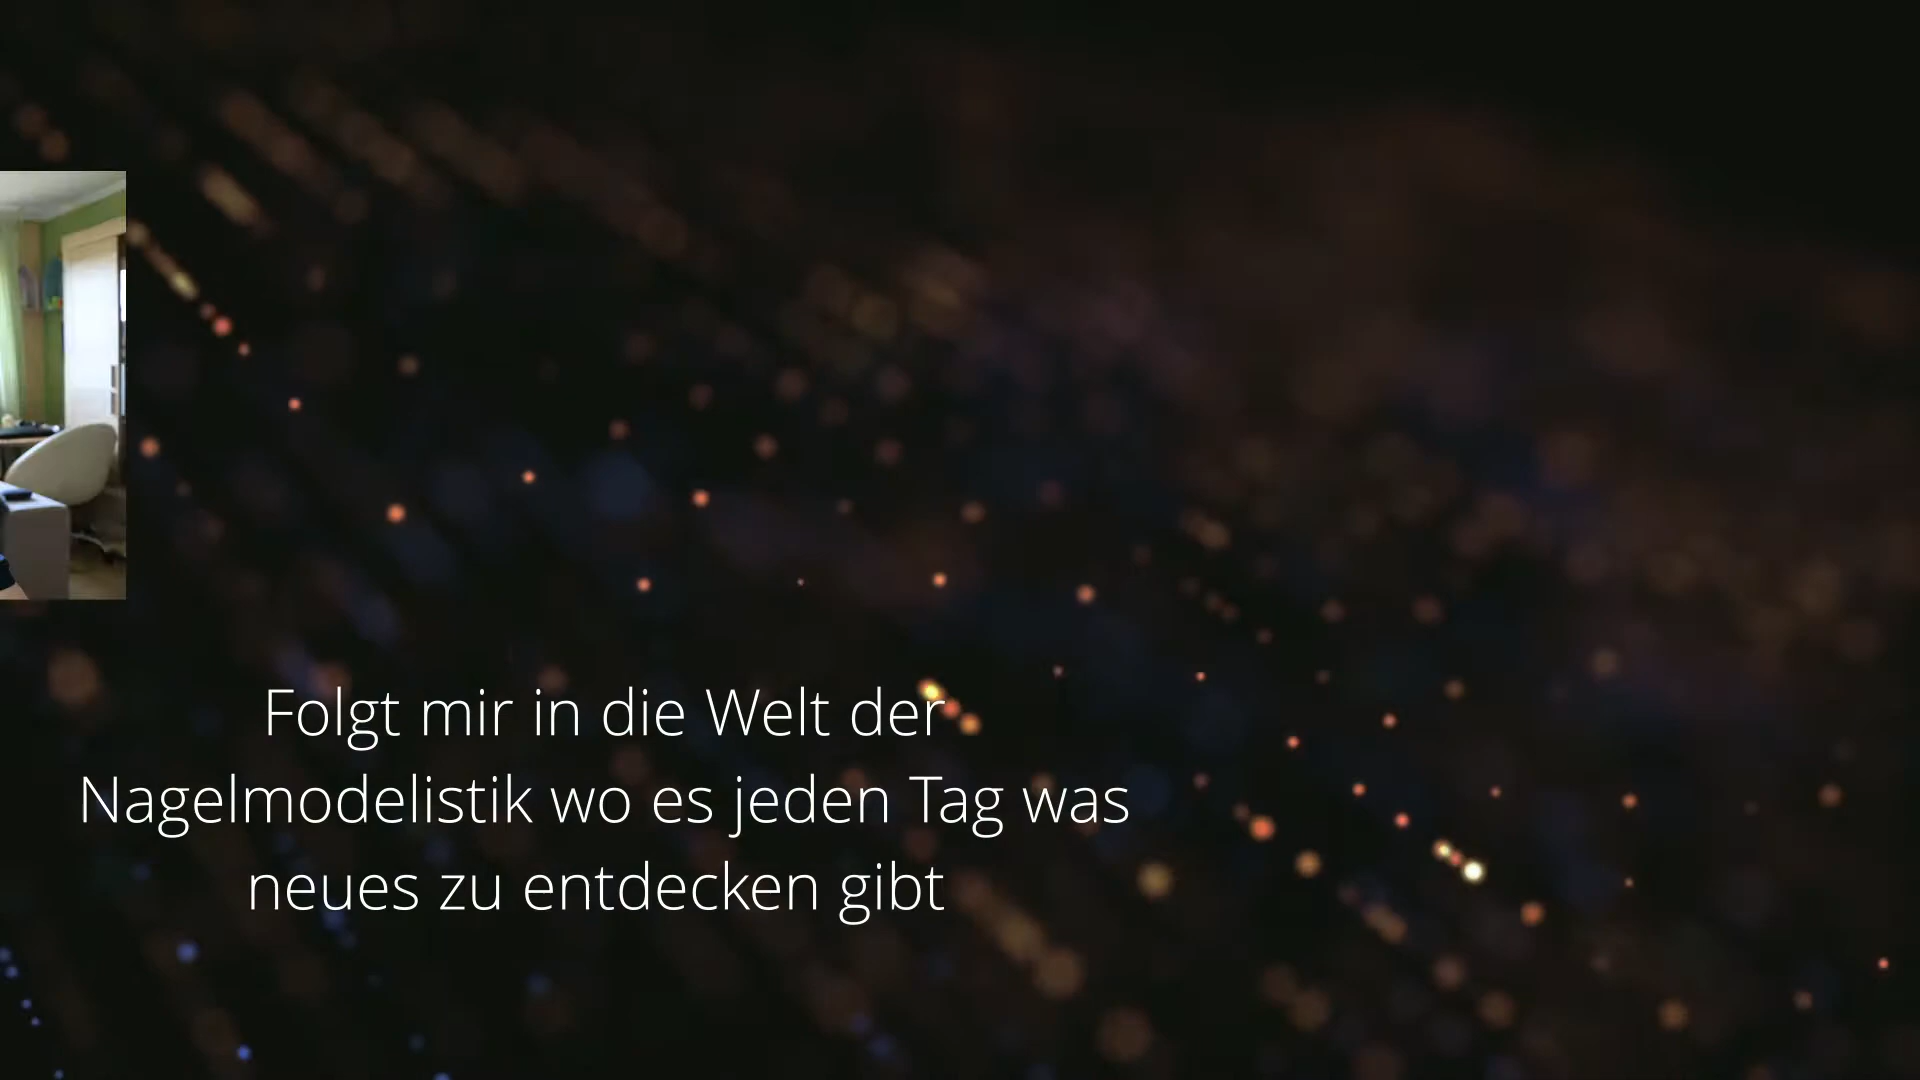 Folgt mir in die Welt der
Nagelmodelistik wo es jeden Tag was
neues zu entdecken gibt